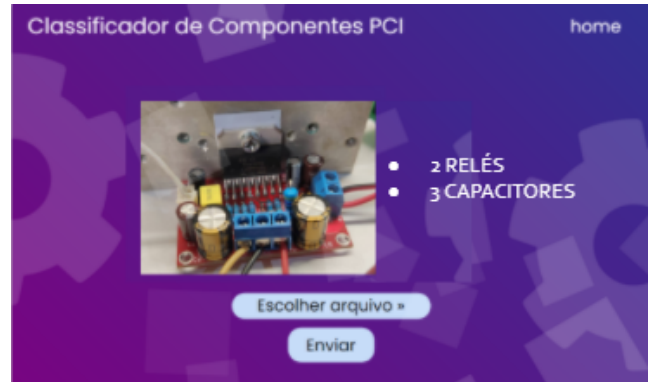 Classificador de Componentes PCI
home
• 2 RELÉS
• 3 CAPACITORES
Escolher arquivo »
Enviar